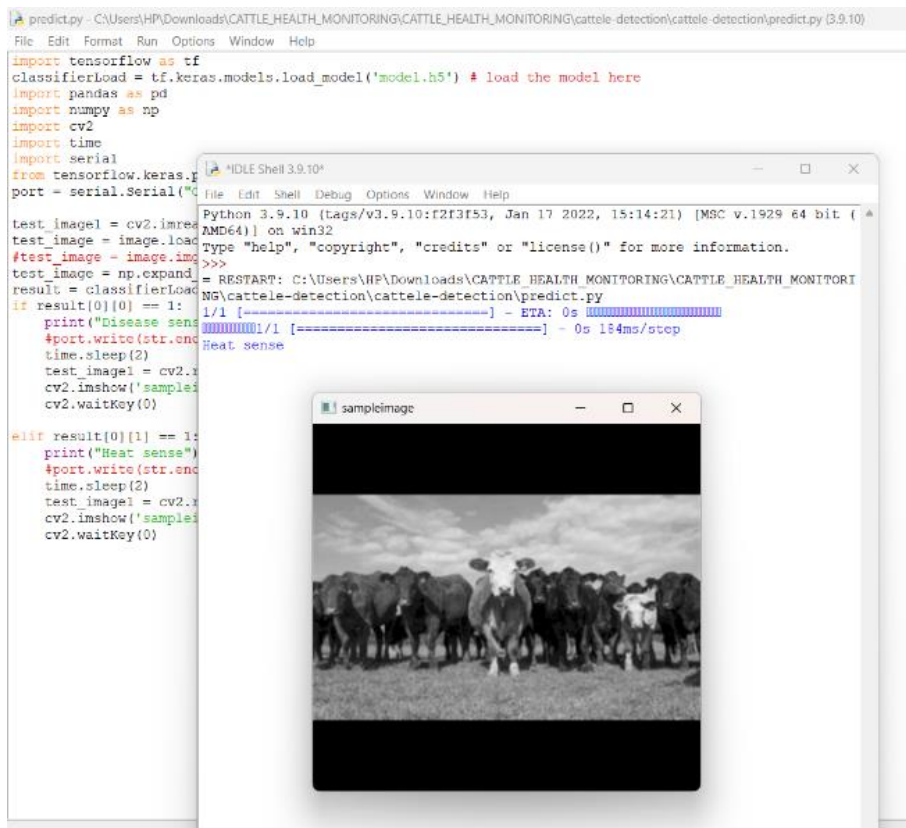 predict.py - C:\Users\HP\Downloads\CATTLE_HEALTH_MONITORING\CATTLE_HEALTH_MONITORING\cattele-detection\cattele-detection\predict.py (3.9.10)
File Edit Format Run Options Window Help
import tensorflow as tf
classifierLoad = tf.keras.models.load_model('model.h5') # load the model here
import pandas as pd
import numpy as np
import cv2
import time
import serial
from tensorflow.keras.p
port = serial.Serial("C
test_image1 = cv2.imrea
test_image = image.load
#test_image = image.img
test_image = np.expand_
result = classifierLoad
if result[0][0] == 1:
print("Disease sens
#port.write(str.enc
time.sleep(2)
test_image1 = cv2.r
cv2.imshow('samplei
cv2.waitKey(0)
elif result[0][1] == 1:
print("Heat sense")
#port.write(str.enc
time.sleep(2)
test_image1 = cv2.r
cv2.imshow('samplei
cv2.waitKey(0)
*IDLE Shell 3.9.10*
File Edit Shell Debug Options Window Help
Python 3.9.10 (tags/v3.9.10:f2f3f53, Jan 17 2022, 15:14:21) [MSC v.1929 64 bit (
AMD64)] on win32
Type "help", "copyright", "credits" or "license()" for more information.
>>>
= RESTART: C:\Users\HP\Downloads\CATTLE_HEALTH_MONITORING\CATTLE_HEALTH_MONITORI
NG\cattele-detection\cattele-detection\predict.py
1/1 [==============================] - ETA: 0s
1/1 [==============================] - 0s 184ms/step
Heat sense
sampleimage